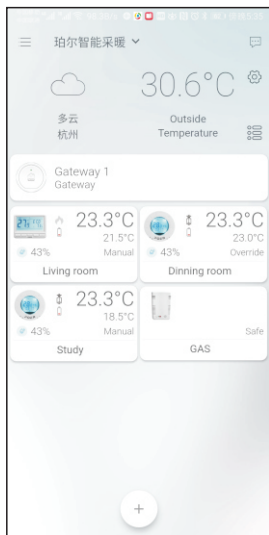 珀尔智能采暖
30.6°C
多云
杭州
Outside
Temperature
Gateway 1
Gateway
23.3°C
21.5°C
43%
Manual
Living room
23.3°C
23.0°C
43%
Override
Dinning room
23.3°C
18.5°C
43%
Manual
Study
Safe
GAS
+